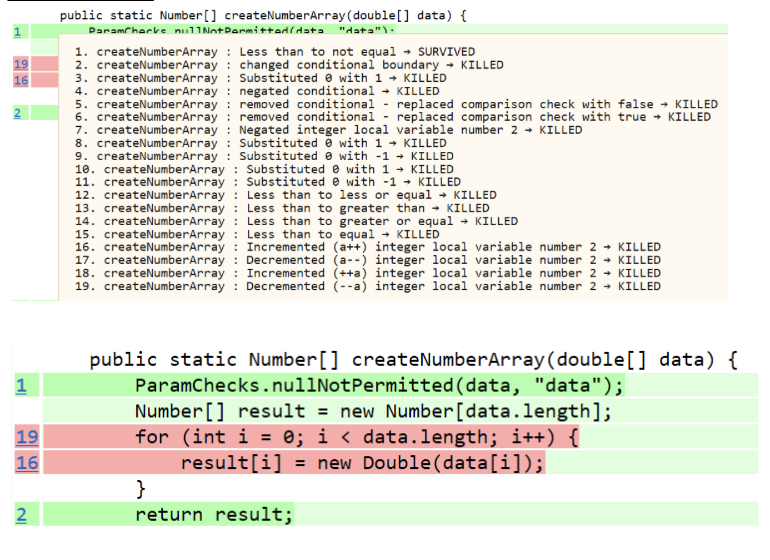 public static Number[] createNumberArray(double[] data) {
1 ParamChecks.nullNotPermitted(data, "data");
1. createNumberArray : Less than to not equal → SURVIVED
19 2. createNumberArray : changed conditional boundary → KILLED
16 3. createNumberArray : Substituted 0 with 1 → KILLED
4. createNumberArray : negated conditional → KILLED
5. createNumberArray : removed conditional - replaced comparison check with false → KILLED
2 6. createNumberArray : removed conditional - replaced comparison check with true → KILLED
7. createNumberArray : Negated integer local variable number 2 → KILLED
8. createNumberArray : Substituted 0 with 1 → KILLED
9. createNumberArray : Substituted 0 with -1 → KILLED
10. createNumberArray : Substituted 0 with 1 → KILLED
11. createNumberArray : Substituted 0 with -1 → KILLED
12. createNumberArray : Less than to less or equal → KILLED
13. createNumberArray : Less than to greater than → KILLED
14. createNumberArray : Less than to greater or equal → KILLED
15. createNumberArray : Less than to equal → KILLED
16. createNumberArray : Incremented (a++) integer local variable number 2 → KILLED
17. createNumberArray : Decremented (a--) integer local variable number 2 → KILLED
18. createNumberArray : Incremented (++a) integer local variable number 2 → KILLED
19. createNumberArray : Decremented (--a) integer local variable number 2 → KILLED
public static Number[] createNumberArray(double[] data) {
1 ParamChecks.nullNotPermitted(data, "data");
Number[] result = new Number[data.length];
19 for (int i = 0; i < data.length; i++) {
16 result[i] = new Double(data[i]);
}
2 return result;